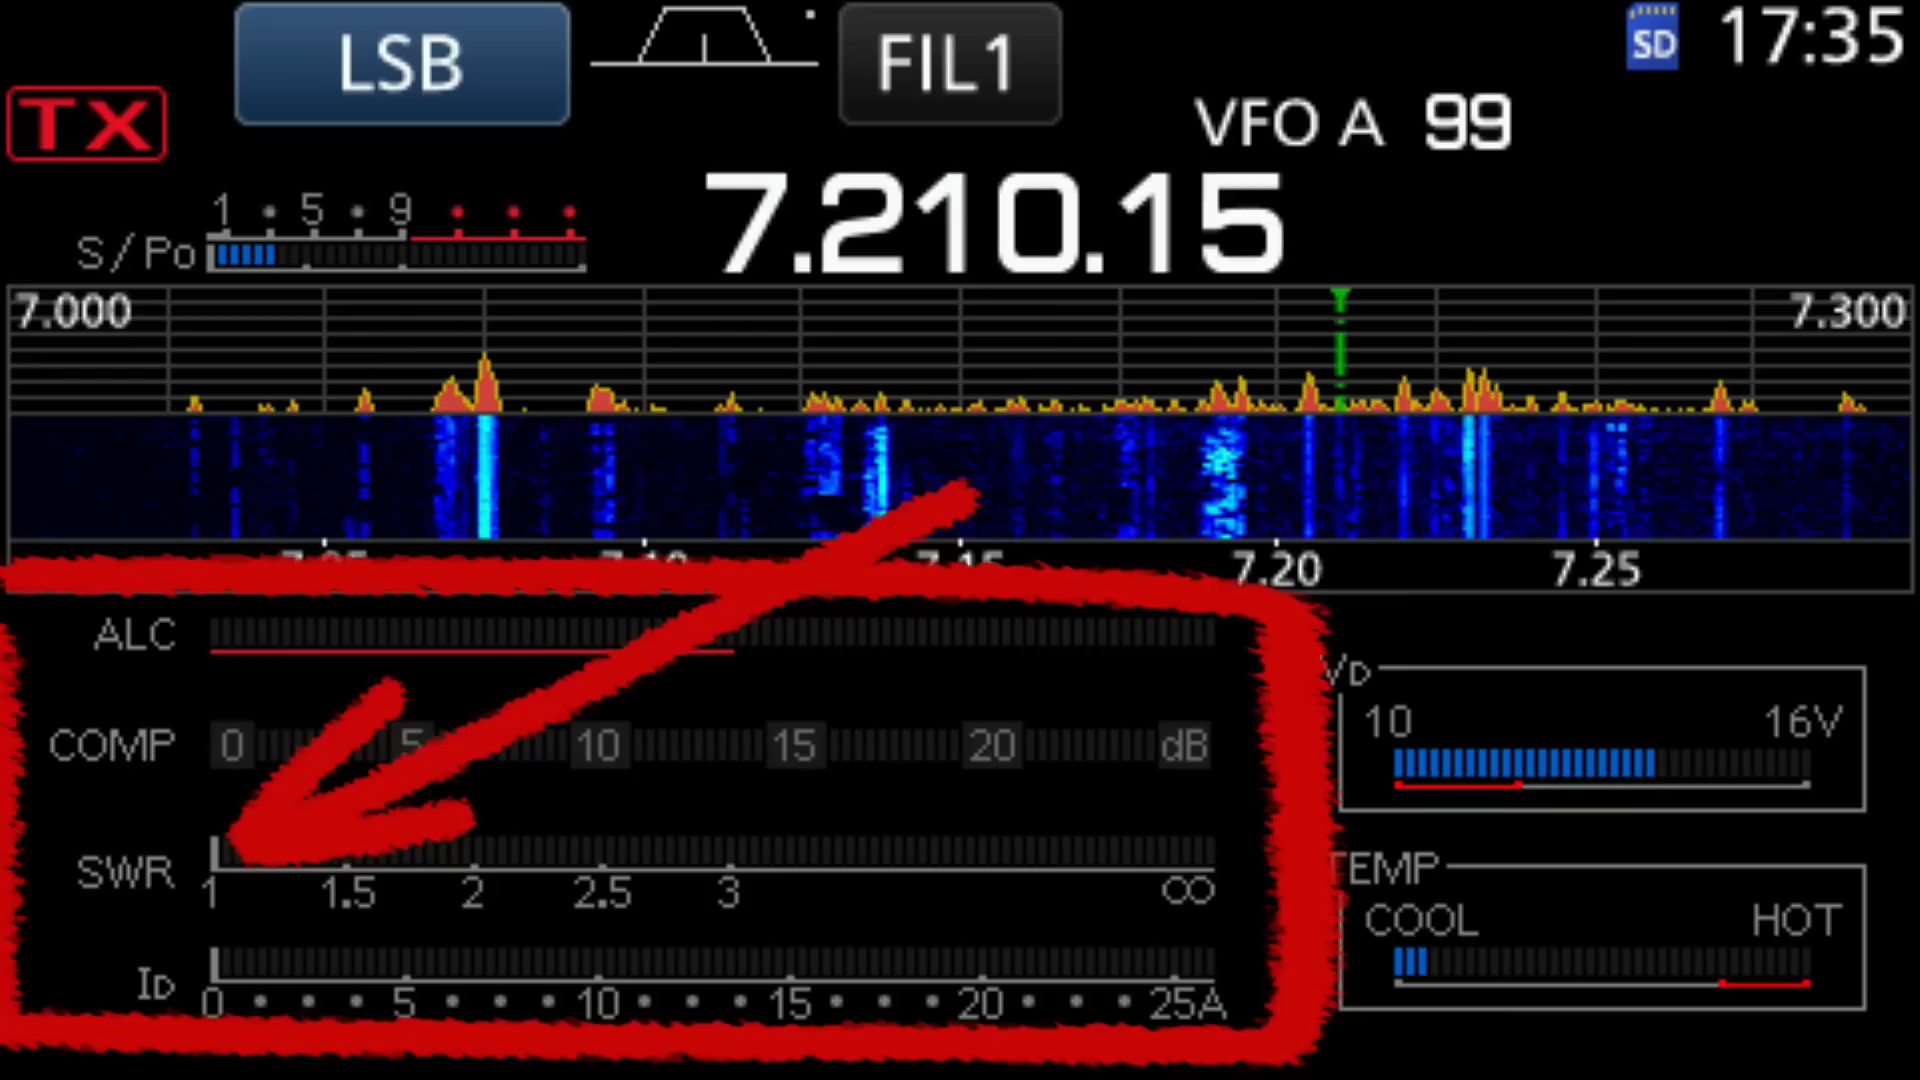 LSB FIL1 SD 17:35
TX VFO A 99
7.210.15
S/Po 1 5 9
7.000 7.300
7.20 7.25
ALC
COMP 0 5 10 15 20 dB
SWR 1 1.5 2 2.5 3 ∞
ID 0 5 10 15 20 25A
VD
10 16V
TEMP
COOL HOT